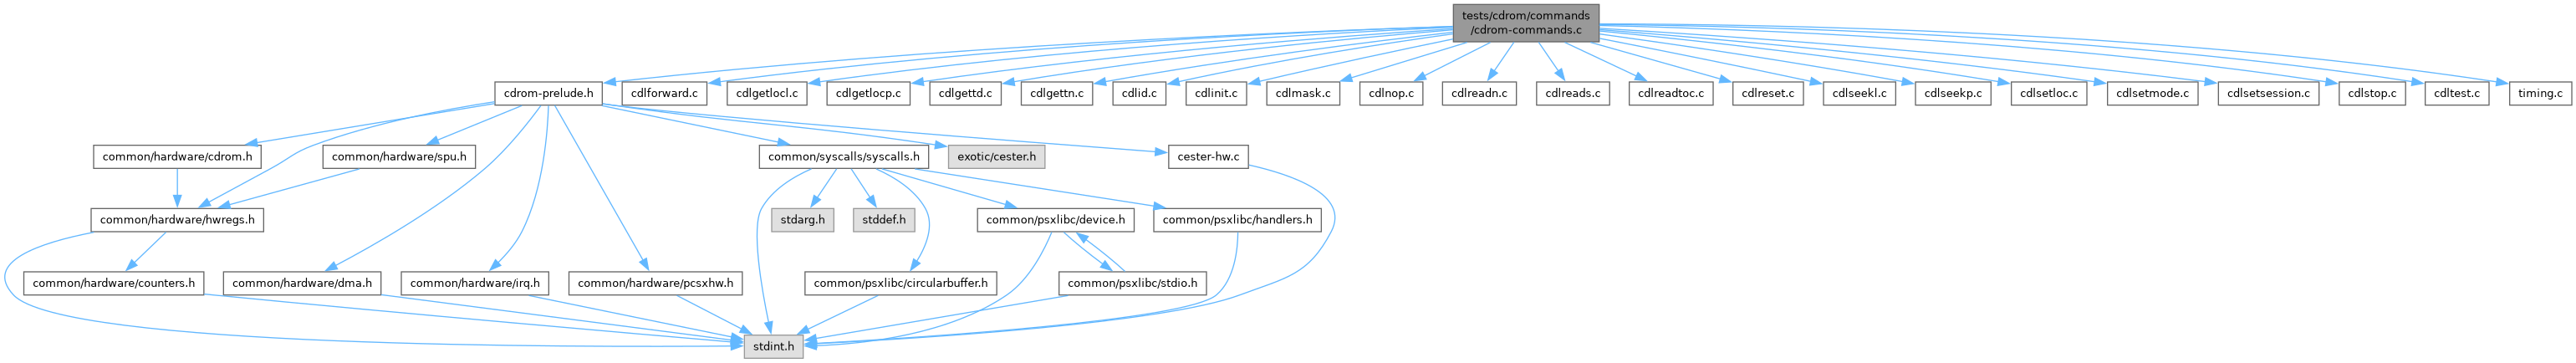 tests/cdrom/commands
/cdrom-commands.c
cdrom-prelude.h
cdlforward.c
cdlgetlocl.c
cdlgetlocp.c
cdlgettd.c
cdlgettn.c
cdlid.c
cdlinit.c
cdlmask.c
cdlnop.c
cdlreadn.c
cdlreads.c
cdlreadtoc.c
cdlreset.c
cdlseekl.c
cdlseekp.c
cdlsetloc.c
cdlsetmode.c
cdlsetsession.c
cdlstop.c
cdltest.c
timing.c
common/hardware/cdrom.h
common/hardware/spu.h
common/syscalls/syscalls.h
exotic/cester.h
cester-hw.c
common/hardware/hwregs.h
stdarg.h
stddef.h
common/psxlibc/device.h
common/psxlibc/handlers.h
common/hardware/counters.h
common/hardware/dma.h
common/hardware/irq.h
common/hardware/pcsxhw.h
common/psxlibc/circularbuffer.h
common/psxlibc/stdio.h
stdint.h